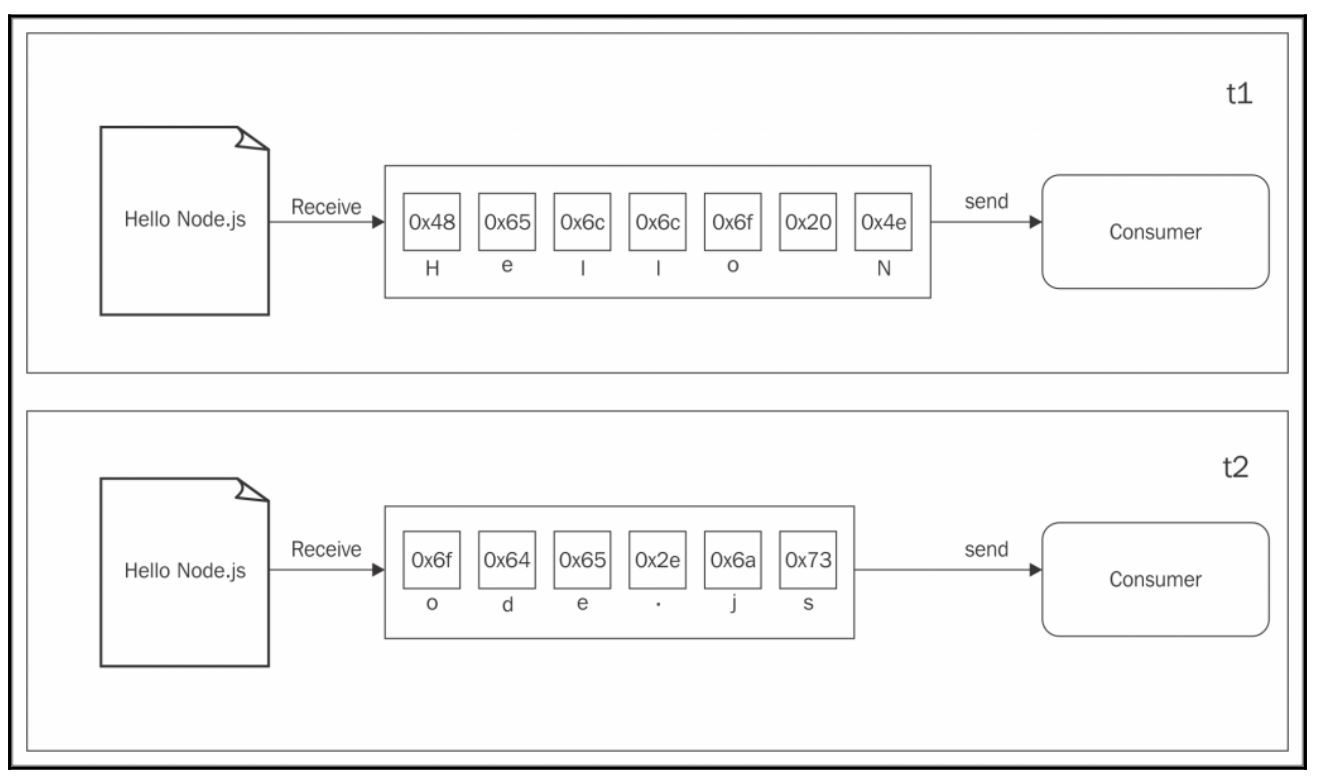 t1
Hello Node.js
Receive
0x48 0x65 0x6c 0x6c 0x6f 0x20 0x4e
H e l l o N
send
Consumer
t2
Hello Node.js
Receive
0x6f 0x64 0x65 0x2e 0x6a 0x73
o d e . j s
send
Consumer